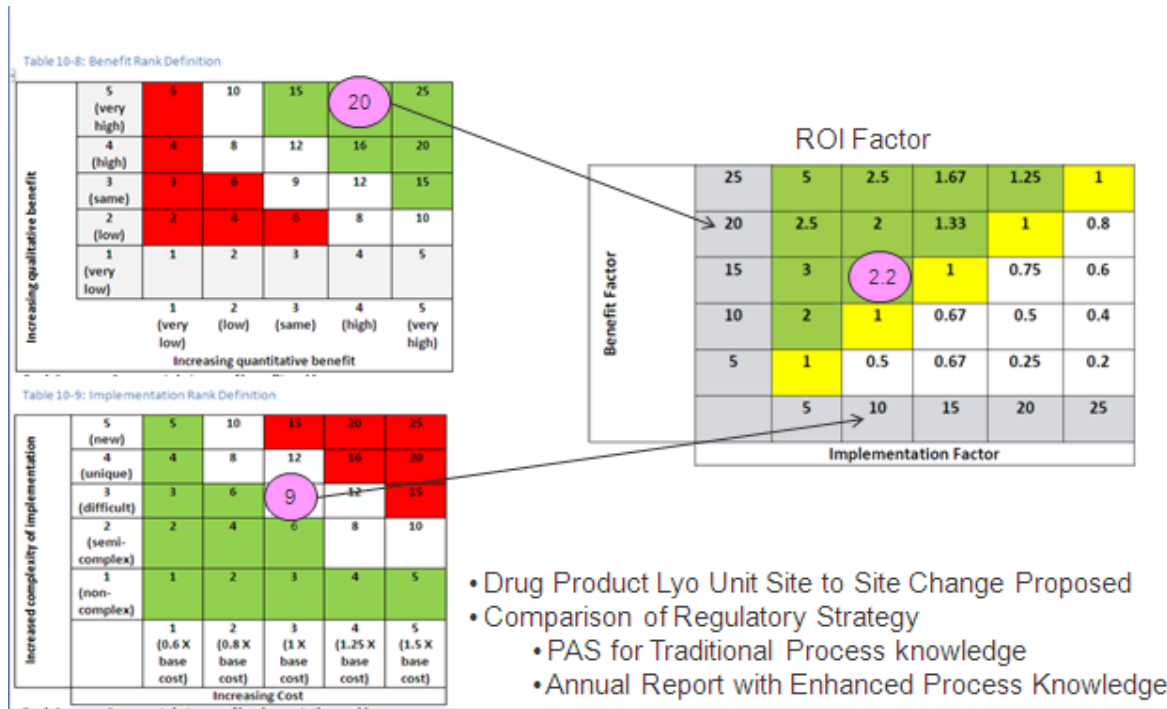 Table 10-8: Benefit Rank Definition
Increasing qualitative benefit
5 (very high) 5 10 15 20 25
4 (high) 4 8 12 16 20
3 (same) 3 6 9 12 15
2 (low) 2 4 6 8 10
1 (very low) 1 2 3 4 5
1 (very low) 2 (low) 3 (same) 4 (high) 5 (very high)
Increasing quantitative benefit
Table 10-9: Implementation Rank Definition
Increased complexity of implementation
5 (new) 5 10 15 20 25
4 (unique) 4 8 12 16 20
3 (difficult) 3 6 9 12 15
2 (semi-complex) 2 4 6 8 10
1 (non-complex) 1 2 3 4 5
1 (0.6 X base cost) 2 (0.8 X base cost) 3 (1 X base cost) 4 (1.25 X base cost) 5 (1.5 X base cost)
Increasing Cost
ROI Factor
Benefit Factor
25 5 2.5 1.67 1.25 1
20 2.5 2 1.33 1 0.8
15 3 2.2 1 0.75 0.6
10 2 1 0.67 0.5 0.4
5 1 0.5 0.67 0.25 0.2
5 10 15 20 25
Implementation Factor
• Drug Product Lyo Unit Site to Site Change Proposed
• Comparison of Regulatory Strategy
• PAS for Traditional Process knowledge
• Annual Report with Enhanced Process Knowledge